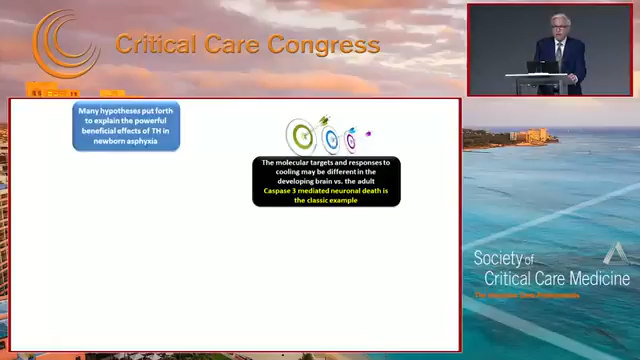 Critical Care Congress
Many hypotheses put forth
to explain the powerful
beneficial effects of TH in
newborn asphyxia
The molecular targets and responses to
cooling may be different in the
developing brain vs. the adult
Caspase 3 mediated neuronal death is
the classic example
Society of
Critical Care Medicine